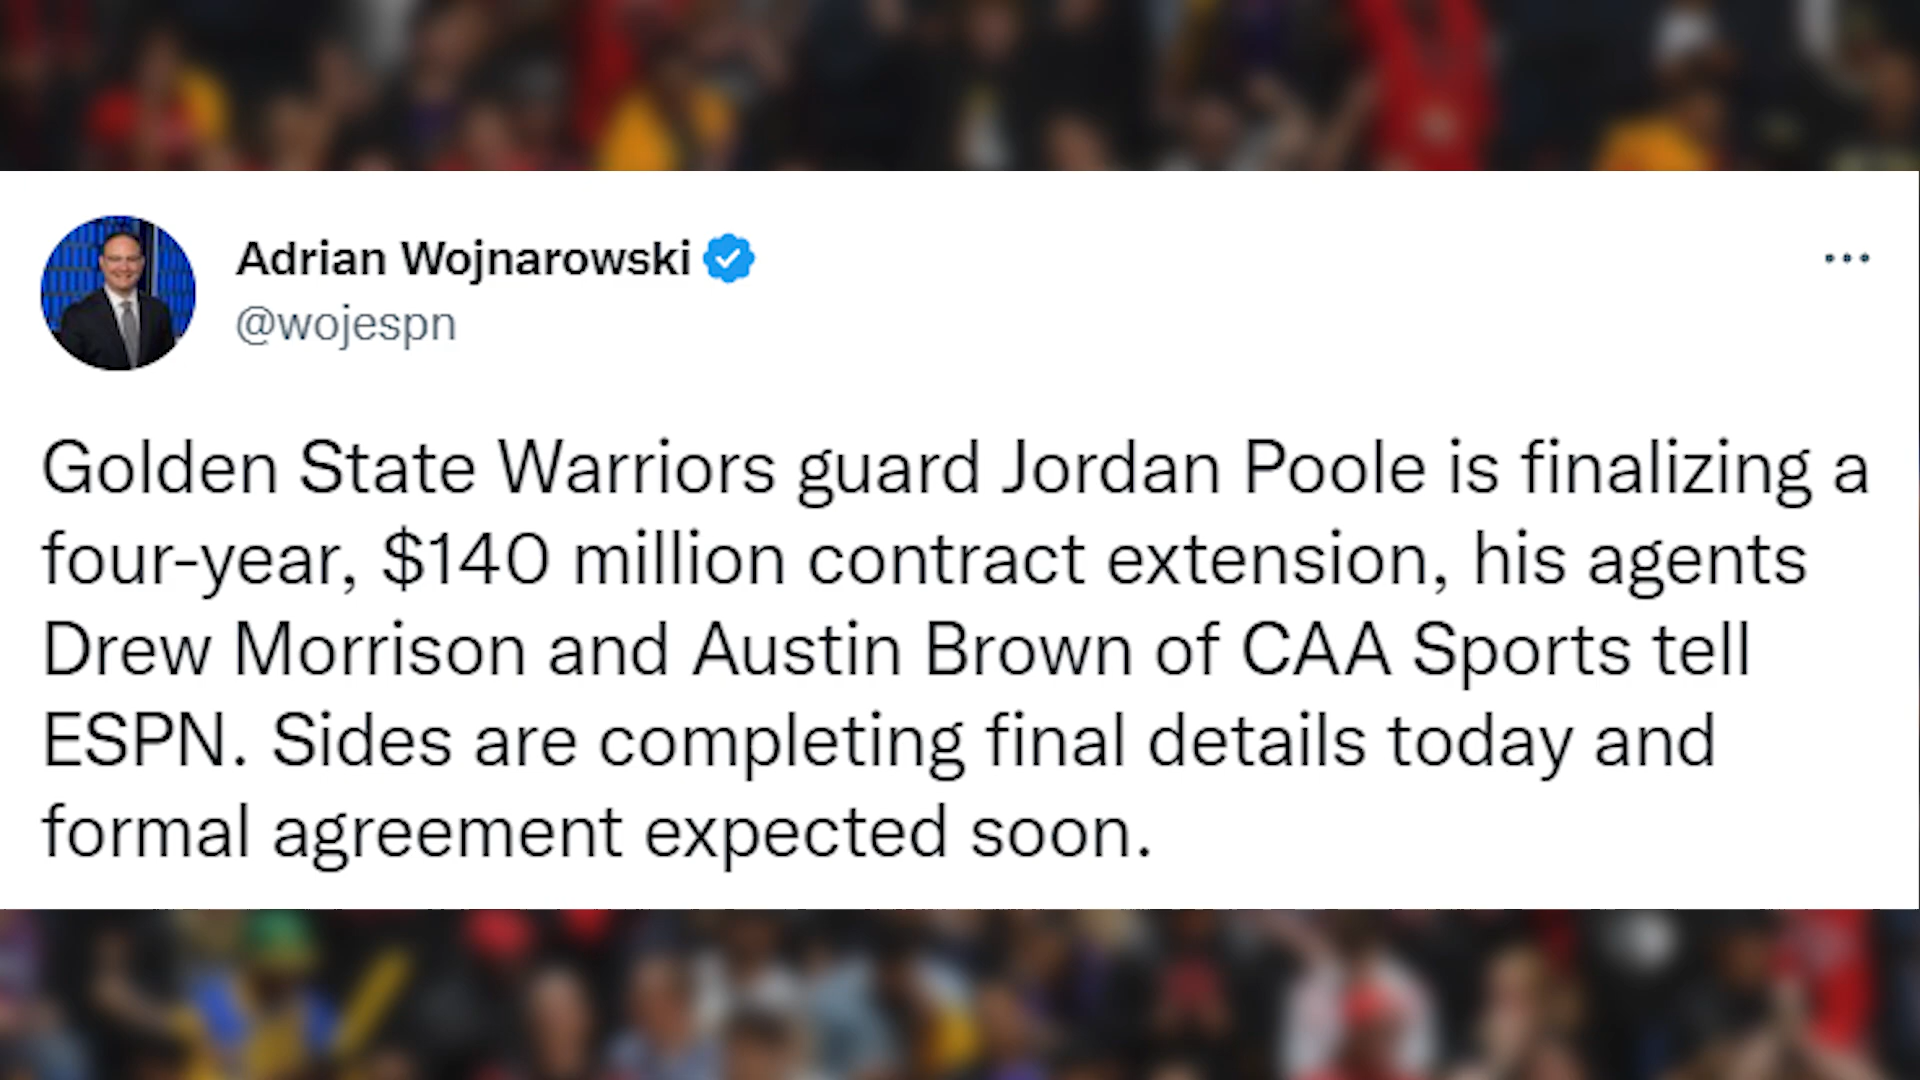 Adrian Wojnarowski
@wojespn
Golden State Warriors guard Jordan Poole is finalizing a
four-year, $140 million contract extension, his agents
Drew Morrison and Austin Brown of CAA Sports tell
ESPN. Sides are completing final details today and
formal agreement expected soon.